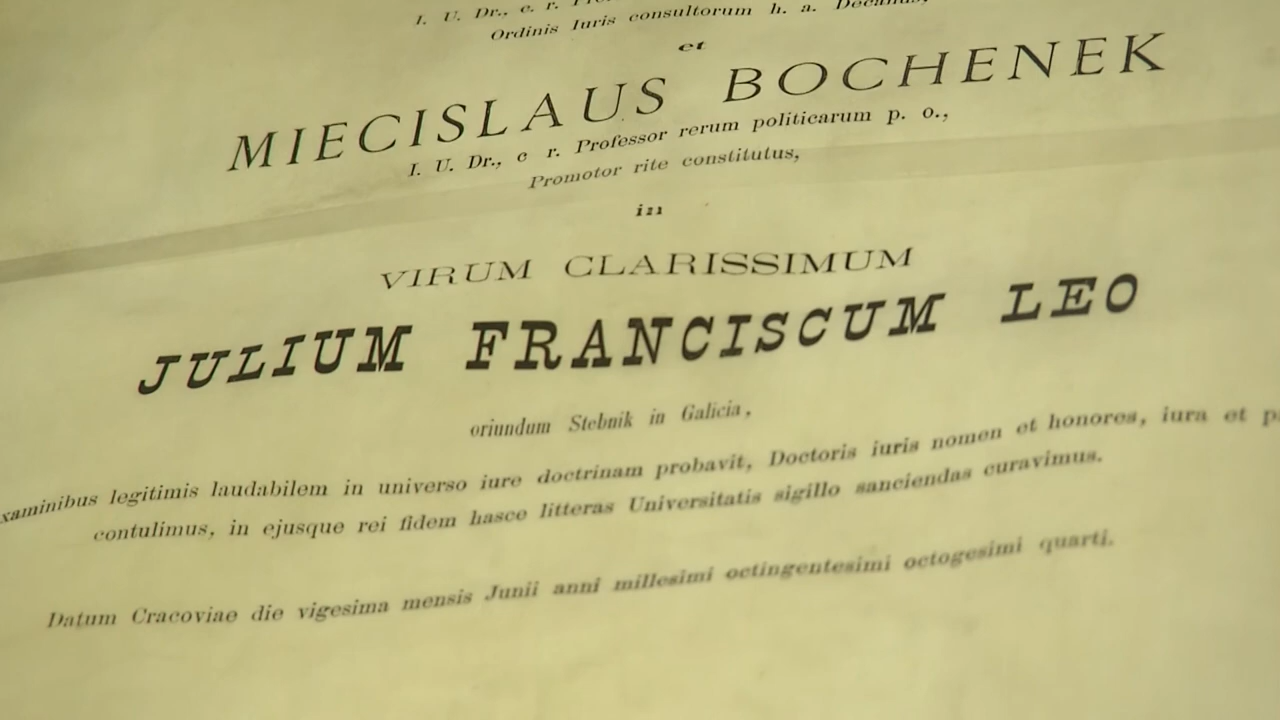 I. U. Dr., c. r.
Ordinis Iuris consultorum h. a. Decanus,
et
MIECISLAUS BOCHENEK
I. U. Dr., c r. Professor rerum politicarum p. o.,
Promotor rite constitutus,
in
VIRUM CLARISSIMUM
JULIUM FRANCISCUM LEO
oriundum Stebnik in Galicia,
xaminibus legitimis laudabilem in universo iure doctrinam probavit, Doctoris iuris nomen et honores, iura et p
contulimus, in ejusque rei fidem hasce litteras Universitatis sigillo sanciendas curavimus.
Datum Cracoviae die vigesima mensis Junii anni millesimi octingentesimi octogesimi quarti.